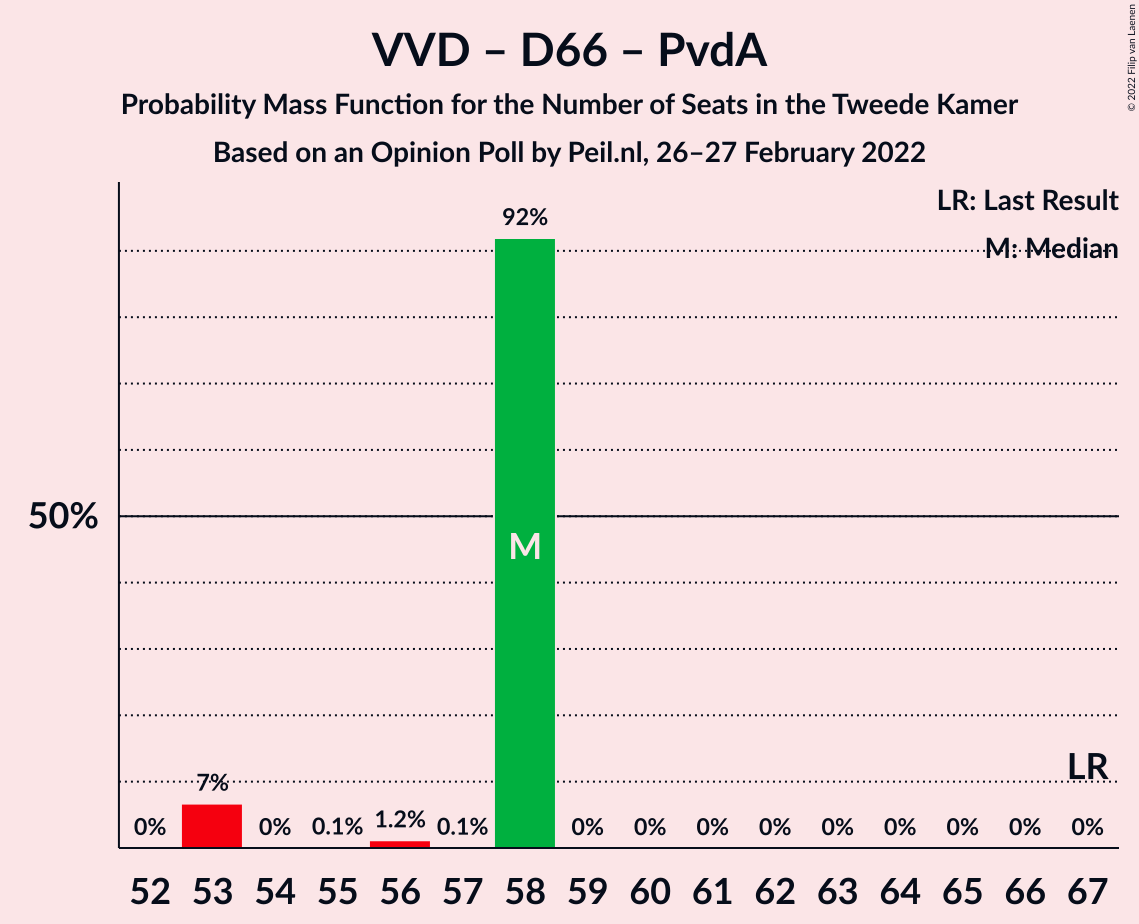 VVD – D66 – PvdA
Probability Mass Function for the Number of Seats in the Tweede Kamer
Based on an Opinion Poll by Peil.nl, 26–27 February 2022
© 2022 Filip van Laenen
LR: Last Result
M: Median
50%
0% 7% 0% 0.1% 1.2% 0.1% 92% 0% 0% 0% 0% 0% 0% 0% 0% 0%
M
LR
52 53 54 55 56 57 58 59 60 61 62 63 64 65 66 67